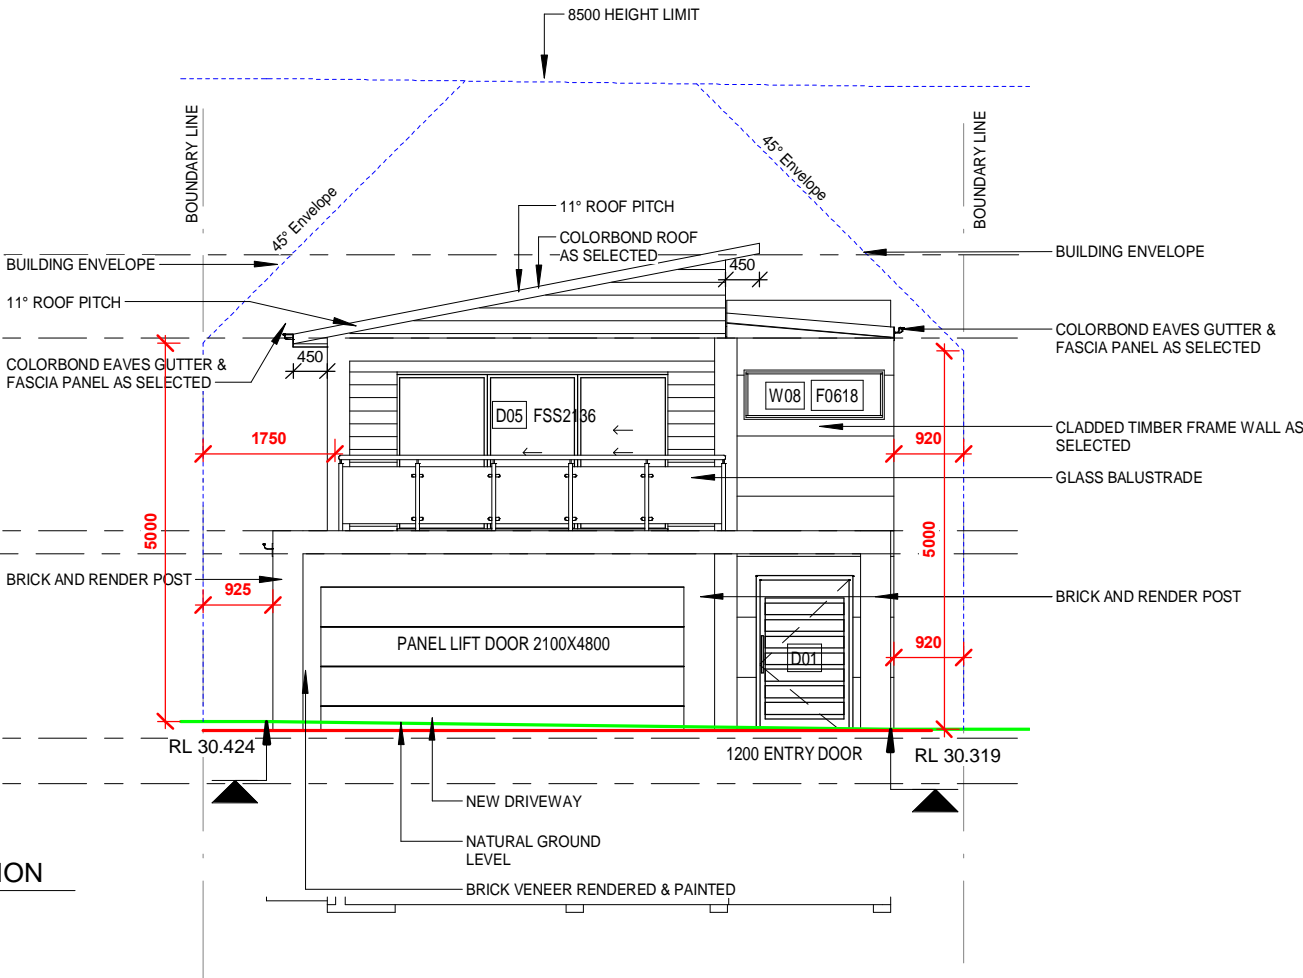 8500 HEIGHT LIMIT
BOUNDARY LINE
BOUNDARY LINE
45° Envelope
45° Envelope
11° ROOF PITCH
COLORBOND ROOF
AS SELECTED
BUILDING ENVELOPE
BUILDING ENVELOPE
450
11° ROOF PITCH
COLORBOND EAVES GUTTER &
FASCIA PANEL AS SELECTED
COLORBOND EAVES GUTTER &
FASCIA PANEL AS SELECTED
450
W08 F0618
D05 FSS2136
CLADDED TIMBER FRAME WALL AS
SELECTED
1750
920
GLASS BALUSTRADE
5000
5000
BRICK AND RENDER POST
925
BRICK AND RENDER POST
PANEL LIFT DOOR 2100X4800
D01
920
RL 30.424
1200 ENTRY DOOR
RL 30.319
NEW DRIVEWAY
NATURAL GROUND
LEVEL
BRICK VENEER RENDERED & PAINTED
ION